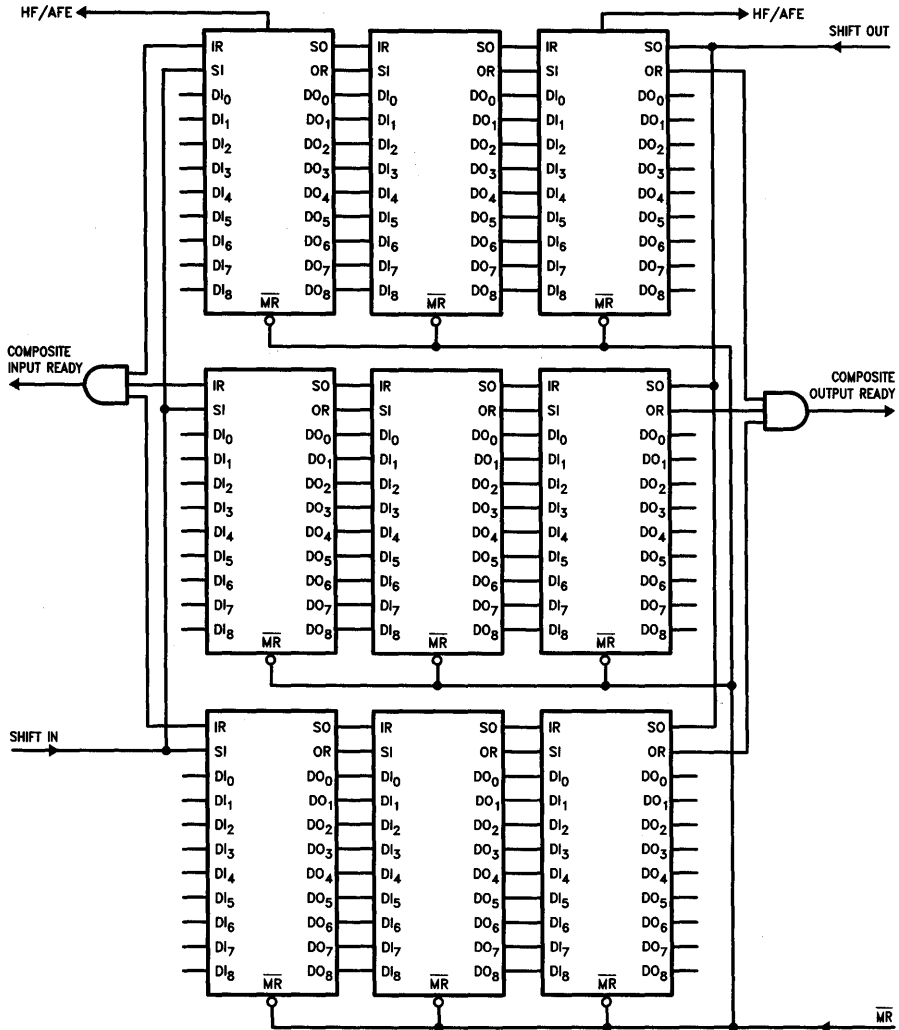 HF/AFE HF/AFE
SHIFT OUT
IR SO IR SO IR SO
SI OR SI OR SI OR
DI0 DO0 DI0 DO0 DI0 DO0
DI1 DO1 DI1 DO1 DI1 DO1
DI2 DO2 DI2 DO2 DI2 DO2
DI3 DO3 DI3 DO3 DI3 DO3
DI4 DO4 DI4 DO4 DI4 DO4
DI5 DO5 DI5 DO5 DI5 DO5
DI6 DO6 DI6 DO6 DI6 DO6
DI7 DO7 DI7 DO7 DI7 DO7
DI8 DO8 DI8 DO8 DI8 DO8
MR MR MR
COMPOSITE
INPUT READY
COMPOSITE
OUTPUT READY
IR SO IR SO IR SO
SI OR SI OR SI OR
DI0 DO0 DI0 DO0 DI0 DO0
DI1 DO1 DI1 DO1 DI1 DO1
DI2 DO2 DI2 DO2 DI2 DO2
DI3 DO3 DI3 DO3 DI3 DO3
DI4 DO4 DI4 DO4 DI4 DO4
DI5 DO5 DI5 DO5 DI5 DO5
DI6 DO6 DI6 DO6 DI6 DO6
DI7 DO7 DI7 DO7 DI7 DO7
DI8 DO8 DI8 DO8 DI8 DO8
MR MR MR
SHIFT IN
IR SO IR SO IR SO
SI OR SI OR SI OR
DI0 DO0 DI0 DO0 DI0 DO0
DI1 DO1 DI1 DO1 DI1 DO1
DI2 DO2 DI2 DO2 DI2 DO2
DI3 DO3 DI3 DO3 DI3 DO3
DI4 DO4 DI4 DO4 DI4 DO4
DI5 DO5 DI5 DO5 DI5 DO5
DI6 DO6 DI6 DO6 DI6 DO6
DI7 DO7 DI7 DO7 DI7 DO7
DI8 DO8 DI8 DO8 DI8 DO8
MR MR MR
MR